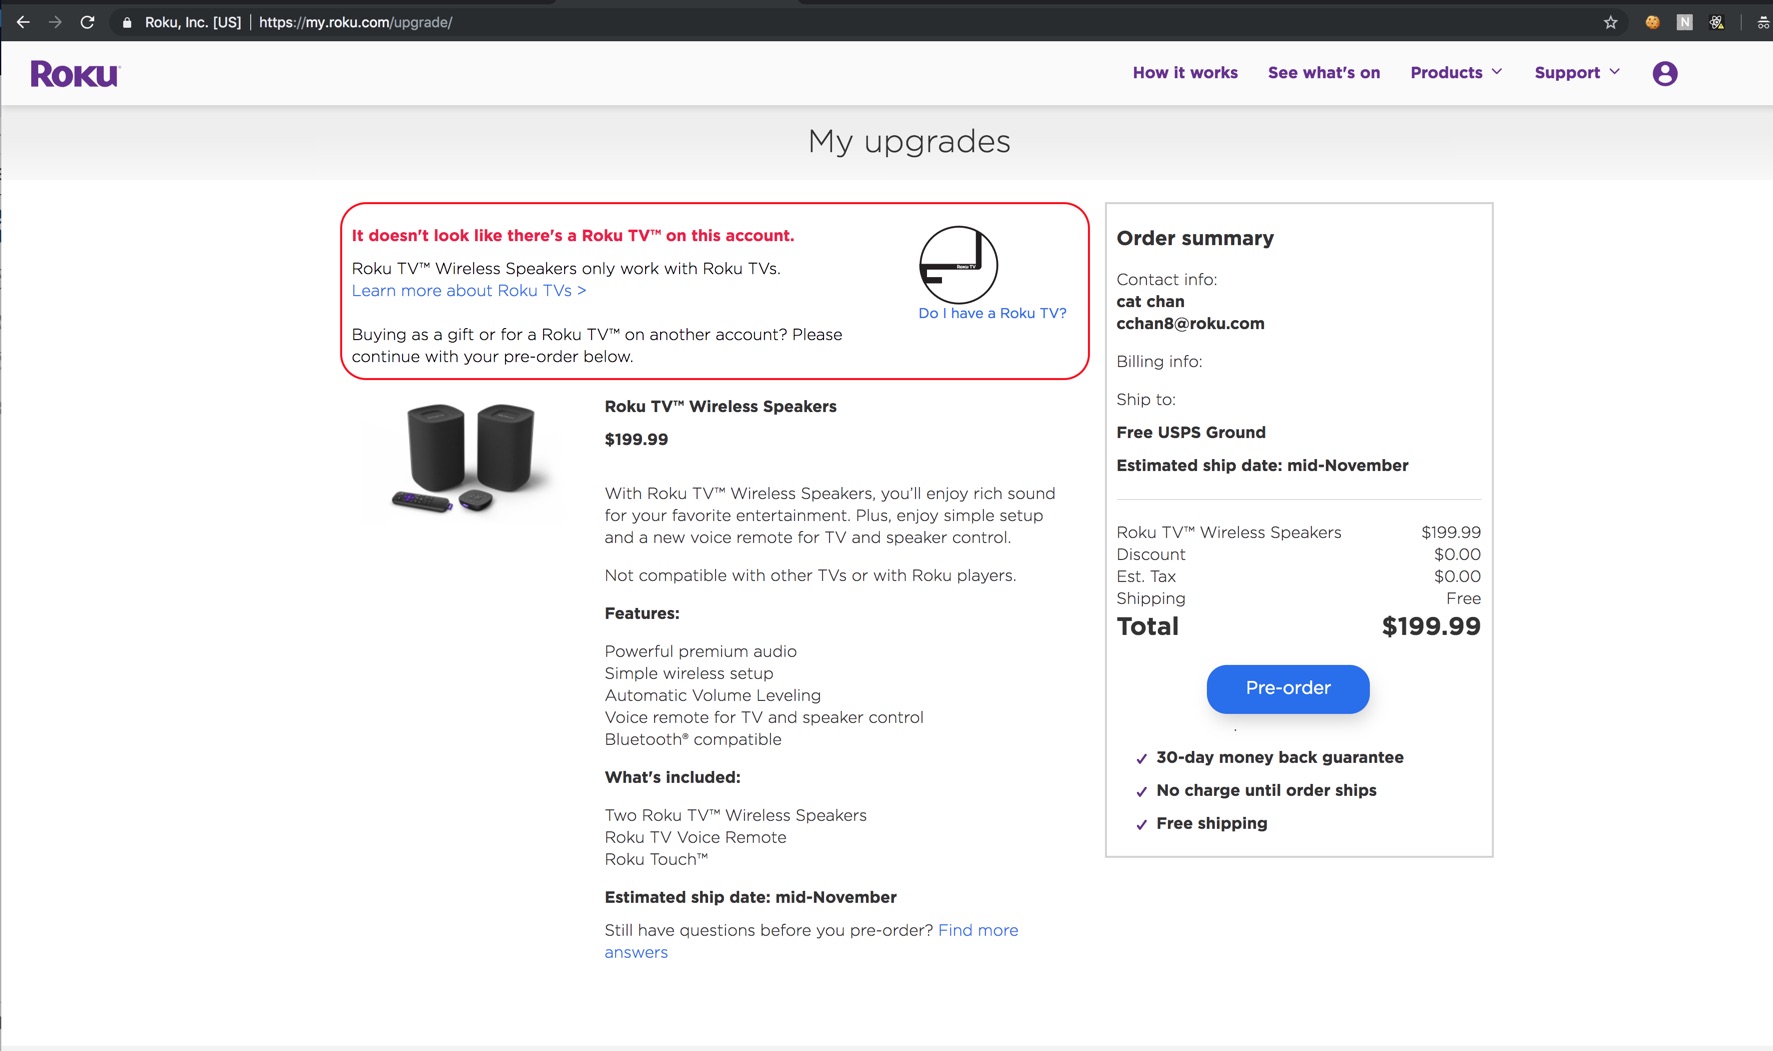 Roku, Inc. [US] | https://my.roku.com/upgrade/
N
Roku
How it works
See what's on
Products
Support
My upgrades
It doesn't look like there's a Roku TV™ on this account.
Roku TV™ Wireless Speakers only work with Roku TVs.
Learn more about Roku TVs >
Buying as a gift or for a Roku TV™ on another account? Please
continue with your pre-order below.
Roku TV
Do I have a Roku TV?
Roku TV™ Wireless Speakers
$199.99
With Roku TV™ Wireless Speakers, you'll enjoy rich sound
for your favorite entertainment. Plus, enjoy simple setup
and a new voice remote for TV and speaker control.
Not compatible with other TVs or with Roku players.
Features:
Powerful premium audio
Simple wireless setup
Automatic Volume Leveling
Voice remote for TV and speaker control
Bluetooth® compatible
What's included:
Two Roku TV™ Wireless Speakers
Roku TV Voice Remote
Roku Touch™
Estimated ship date: mid-November
Still have questions before you pre-order? Find more
answers
Order summary
Contact info:
cat chan
cchan8@roku.com
Billing info:
Ship to:
Free USPS Ground
Estimated ship date: mid-November
Roku TV™ Wireless Speakers $199.99
Discount $0.00
Est. Tax $0.00
Shipping Free
Total $199.99
Pre-order
.
✓ 30-day money back guarantee
✓ No charge until order ships
✓ Free shipping